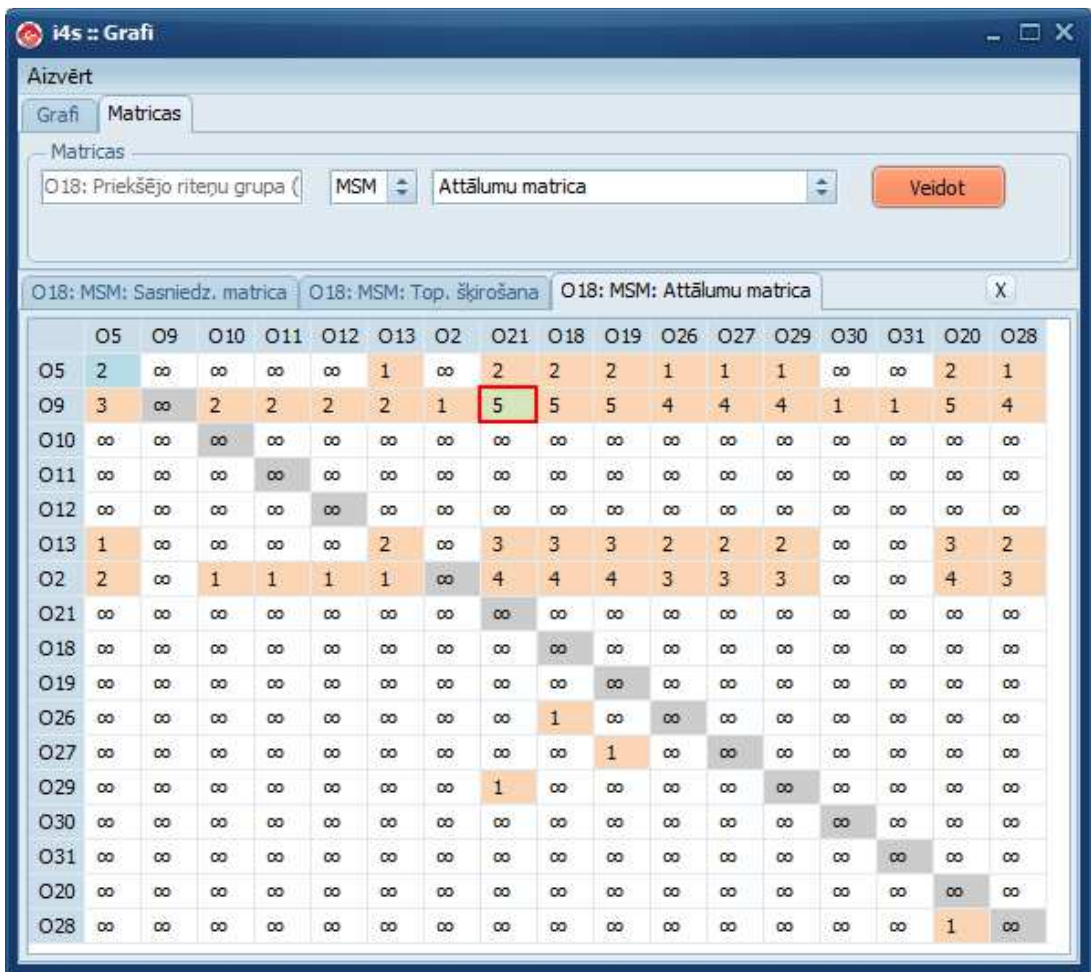 i4s :: Grafi
Aizvērt
Grafi Matricas
Matricas
O18: Priekšējo riteņu grupa ( MSM Attālumu matrica Veidot
O18: MSM: Sasniedz. matrica O18: MSM: Top. šķirošana O18: MSM: Attālumu matrica X
O5 O9 O10 O11 O12 O13 O2 O21 O18 O19 O26 O27 O29 O30 O31 O20 O28
O5 2 ∞ ∞ ∞ ∞ 1 ∞ 2 2 2 1 1 1 ∞ ∞ 2 1
O9 3 ∞ 2 2 2 2 1 5 5 5 4 4 4 1 1 5 4
O10 ∞ ∞ ∞ ∞ ∞ ∞ ∞ ∞ ∞ ∞ ∞ ∞ ∞ ∞ ∞ ∞ ∞
O11 ∞ ∞ ∞ ∞ ∞ ∞ ∞ ∞ ∞ ∞ ∞ ∞ ∞ ∞ ∞ ∞ ∞
O12 ∞ ∞ ∞ ∞ ∞ ∞ ∞ ∞ ∞ ∞ ∞ ∞ ∞ ∞ ∞ ∞ ∞
O13 1 ∞ ∞ ∞ ∞ 2 ∞ 3 3 3 2 2 2 ∞ ∞ 3 2
O2 2 ∞ 1 1 1 1 ∞ 4 4 4 3 3 3 ∞ ∞ 4 3
O21 ∞ ∞ ∞ ∞ ∞ ∞ ∞ ∞ ∞ ∞ ∞ ∞ ∞ ∞ ∞ ∞ ∞
O18 ∞ ∞ ∞ ∞ ∞ ∞ ∞ ∞ ∞ ∞ ∞ ∞ ∞ ∞ ∞ ∞ ∞
O19 ∞ ∞ ∞ ∞ ∞ ∞ ∞ ∞ ∞ ∞ ∞ ∞ ∞ ∞ ∞ ∞ ∞
O26 ∞ ∞ ∞ ∞ ∞ ∞ ∞ ∞ 1 ∞ ∞ ∞ ∞ ∞ ∞ ∞ ∞
O27 ∞ ∞ ∞ ∞ ∞ ∞ ∞ ∞ ∞ 1 ∞ ∞ ∞ ∞ ∞ ∞ ∞
O29 ∞ ∞ ∞ ∞ ∞ ∞ ∞ 1 ∞ ∞ ∞ ∞ ∞ ∞ ∞ ∞ ∞
O30 ∞ ∞ ∞ ∞ ∞ ∞ ∞ ∞ ∞ ∞ ∞ ∞ ∞ ∞ ∞ ∞ ∞
O31 ∞ ∞ ∞ ∞ ∞ ∞ ∞ ∞ ∞ ∞ ∞ ∞ ∞ ∞ ∞ ∞ ∞
O20 ∞ ∞ ∞ ∞ ∞ ∞ ∞ ∞ ∞ ∞ ∞ ∞ ∞ ∞ ∞ ∞ ∞
O28 ∞ ∞ ∞ ∞ ∞ ∞ ∞ ∞ ∞ ∞ ∞ ∞ ∞ ∞ ∞ 1 ∞